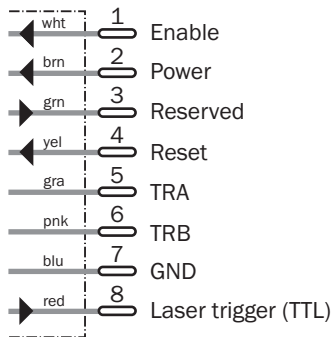 wht 1 Enable
brn 2 Power
grn 3 Reserved
yel 4 Reset
gra 5 TRA
pnk 6 TRB
blu 7 GND
red 8 Laser trigger (TTL)